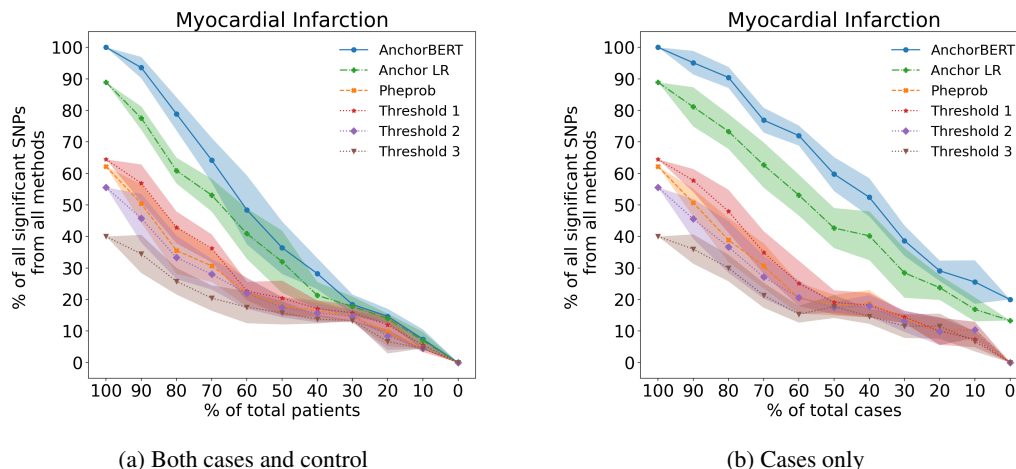 Myocardial Infarction
% of all significant SNPs
from all methods
100
90
80
70
60
50
40
30
20
10
0
AnchorBERT
Anchor LR
Pheprob
Threshold 1
Threshold 2
Threshold 3
100 90 80 70 60 50 40 30 20 10 0
% of total patients
(a) Both cases and control
Myocardial Infarction
% of all significant SNPs
from all methods
100
90
80
70
60
50
40
30
20
10
0
AnchorBERT
Anchor LR
Pheprob
Threshold 1
Threshold 2
Threshold 3
100 90 80 70 60 50 40 30 20 10 0
% of total cases
(b) Cases only